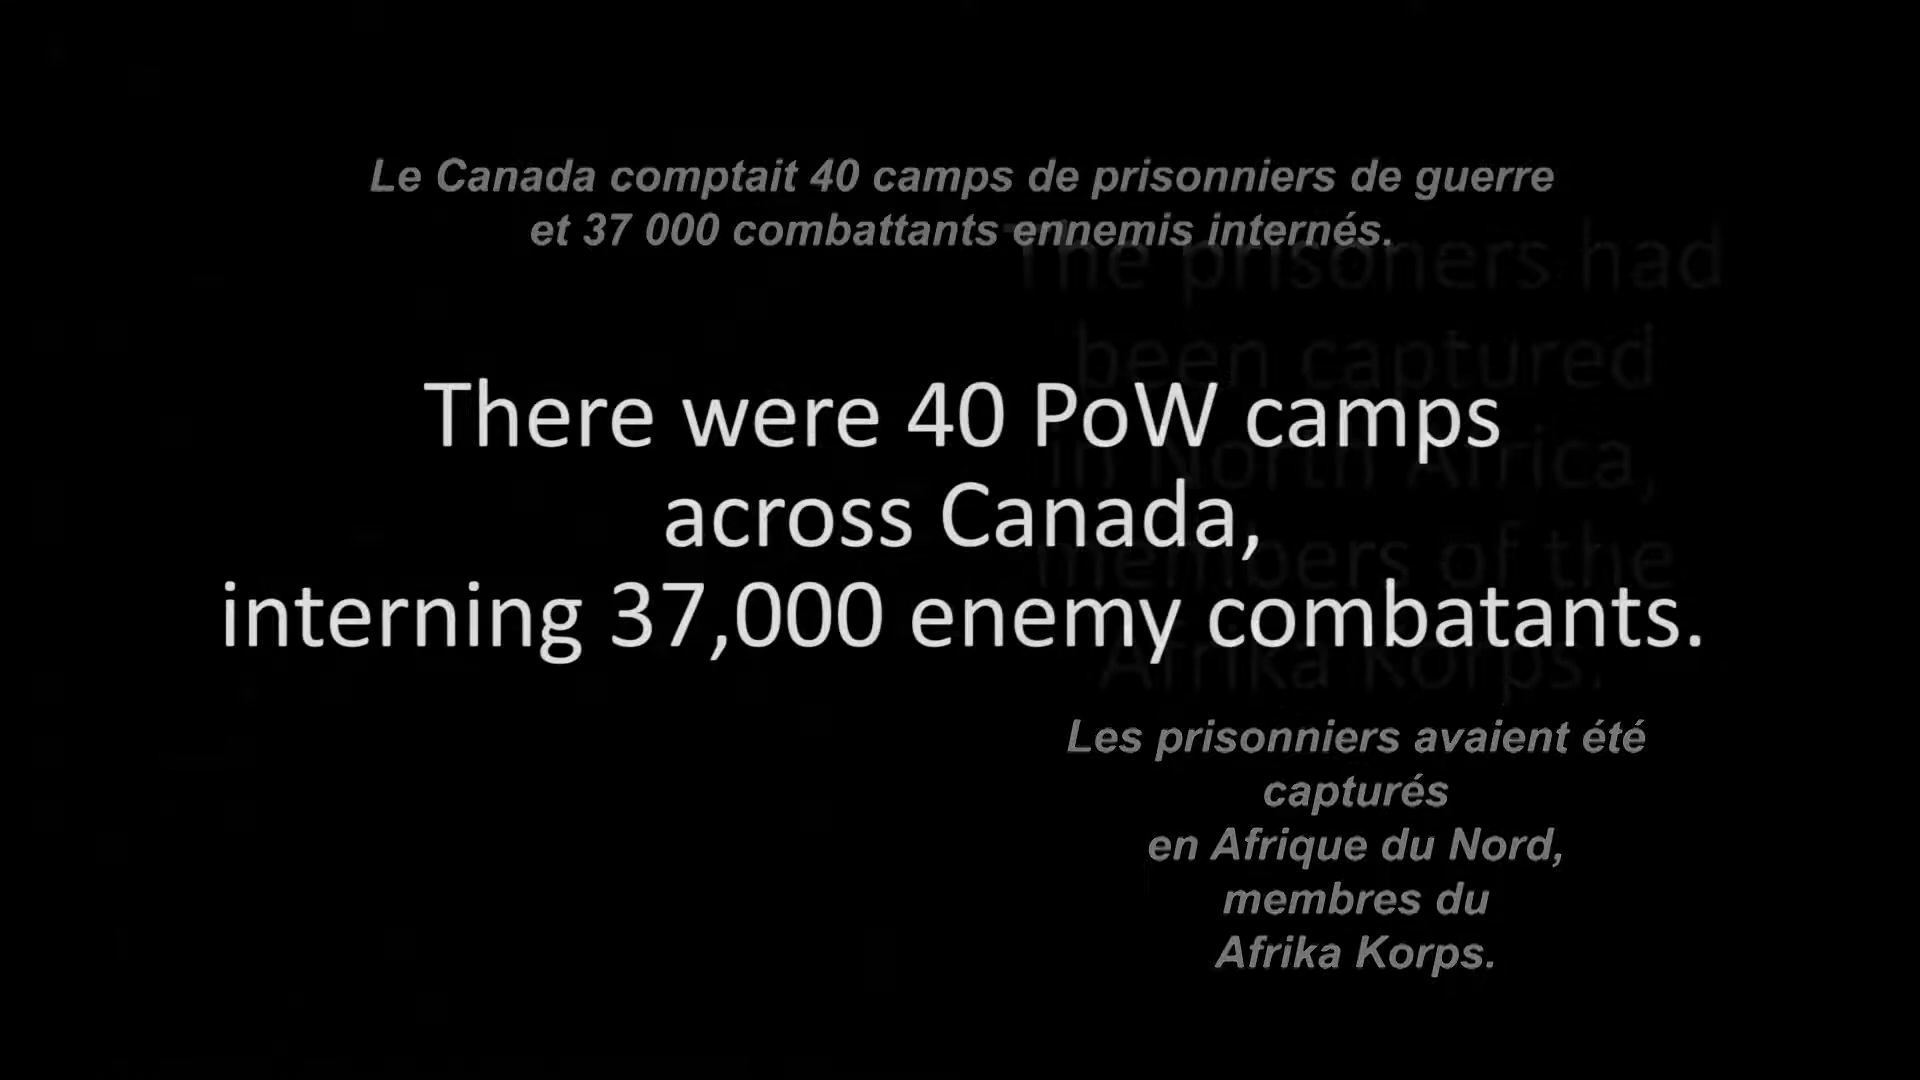 Le Canada comptait 40 camps de prisonniers de guerre
et 37 000 combattants ennemis internés.
The prisoners had
been captured
in North Africa,
members of the
Afrika Korps.
There were 40 PoW camps
across Canada,
interning 37,000 enemy combatants.
Les prisonniers avaient été
capturés
en Afrique du Nord,
membres du
Afrika Korps.